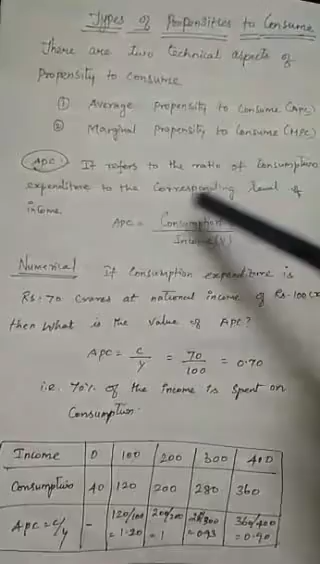 Types of Propensities to Consume
There are two technical aspects of
Propensity to consume
① Average Propensity to Consume (APC)
② Marginal Propensity to Consume (MPC)
APC: It refers to the ratio of Consumption
expenditure to the Corresponding level of
income
APC = Consumption
Income (Y)
Numerical If Consumption expenditure is
Rs. 70 Crores at national income of Rs. 100
then what is the value of APC?
APC = C/Y = 70/100 = 0.70
i.e. 70% of the income is spent on
Consumption.
Income 0 100 200 300 400
Consumption 40 120 200 280 360
APC = C/Y - 120/100 = 1.20 200/200 = 1 /300 = 0.93 360/400 = 0.90